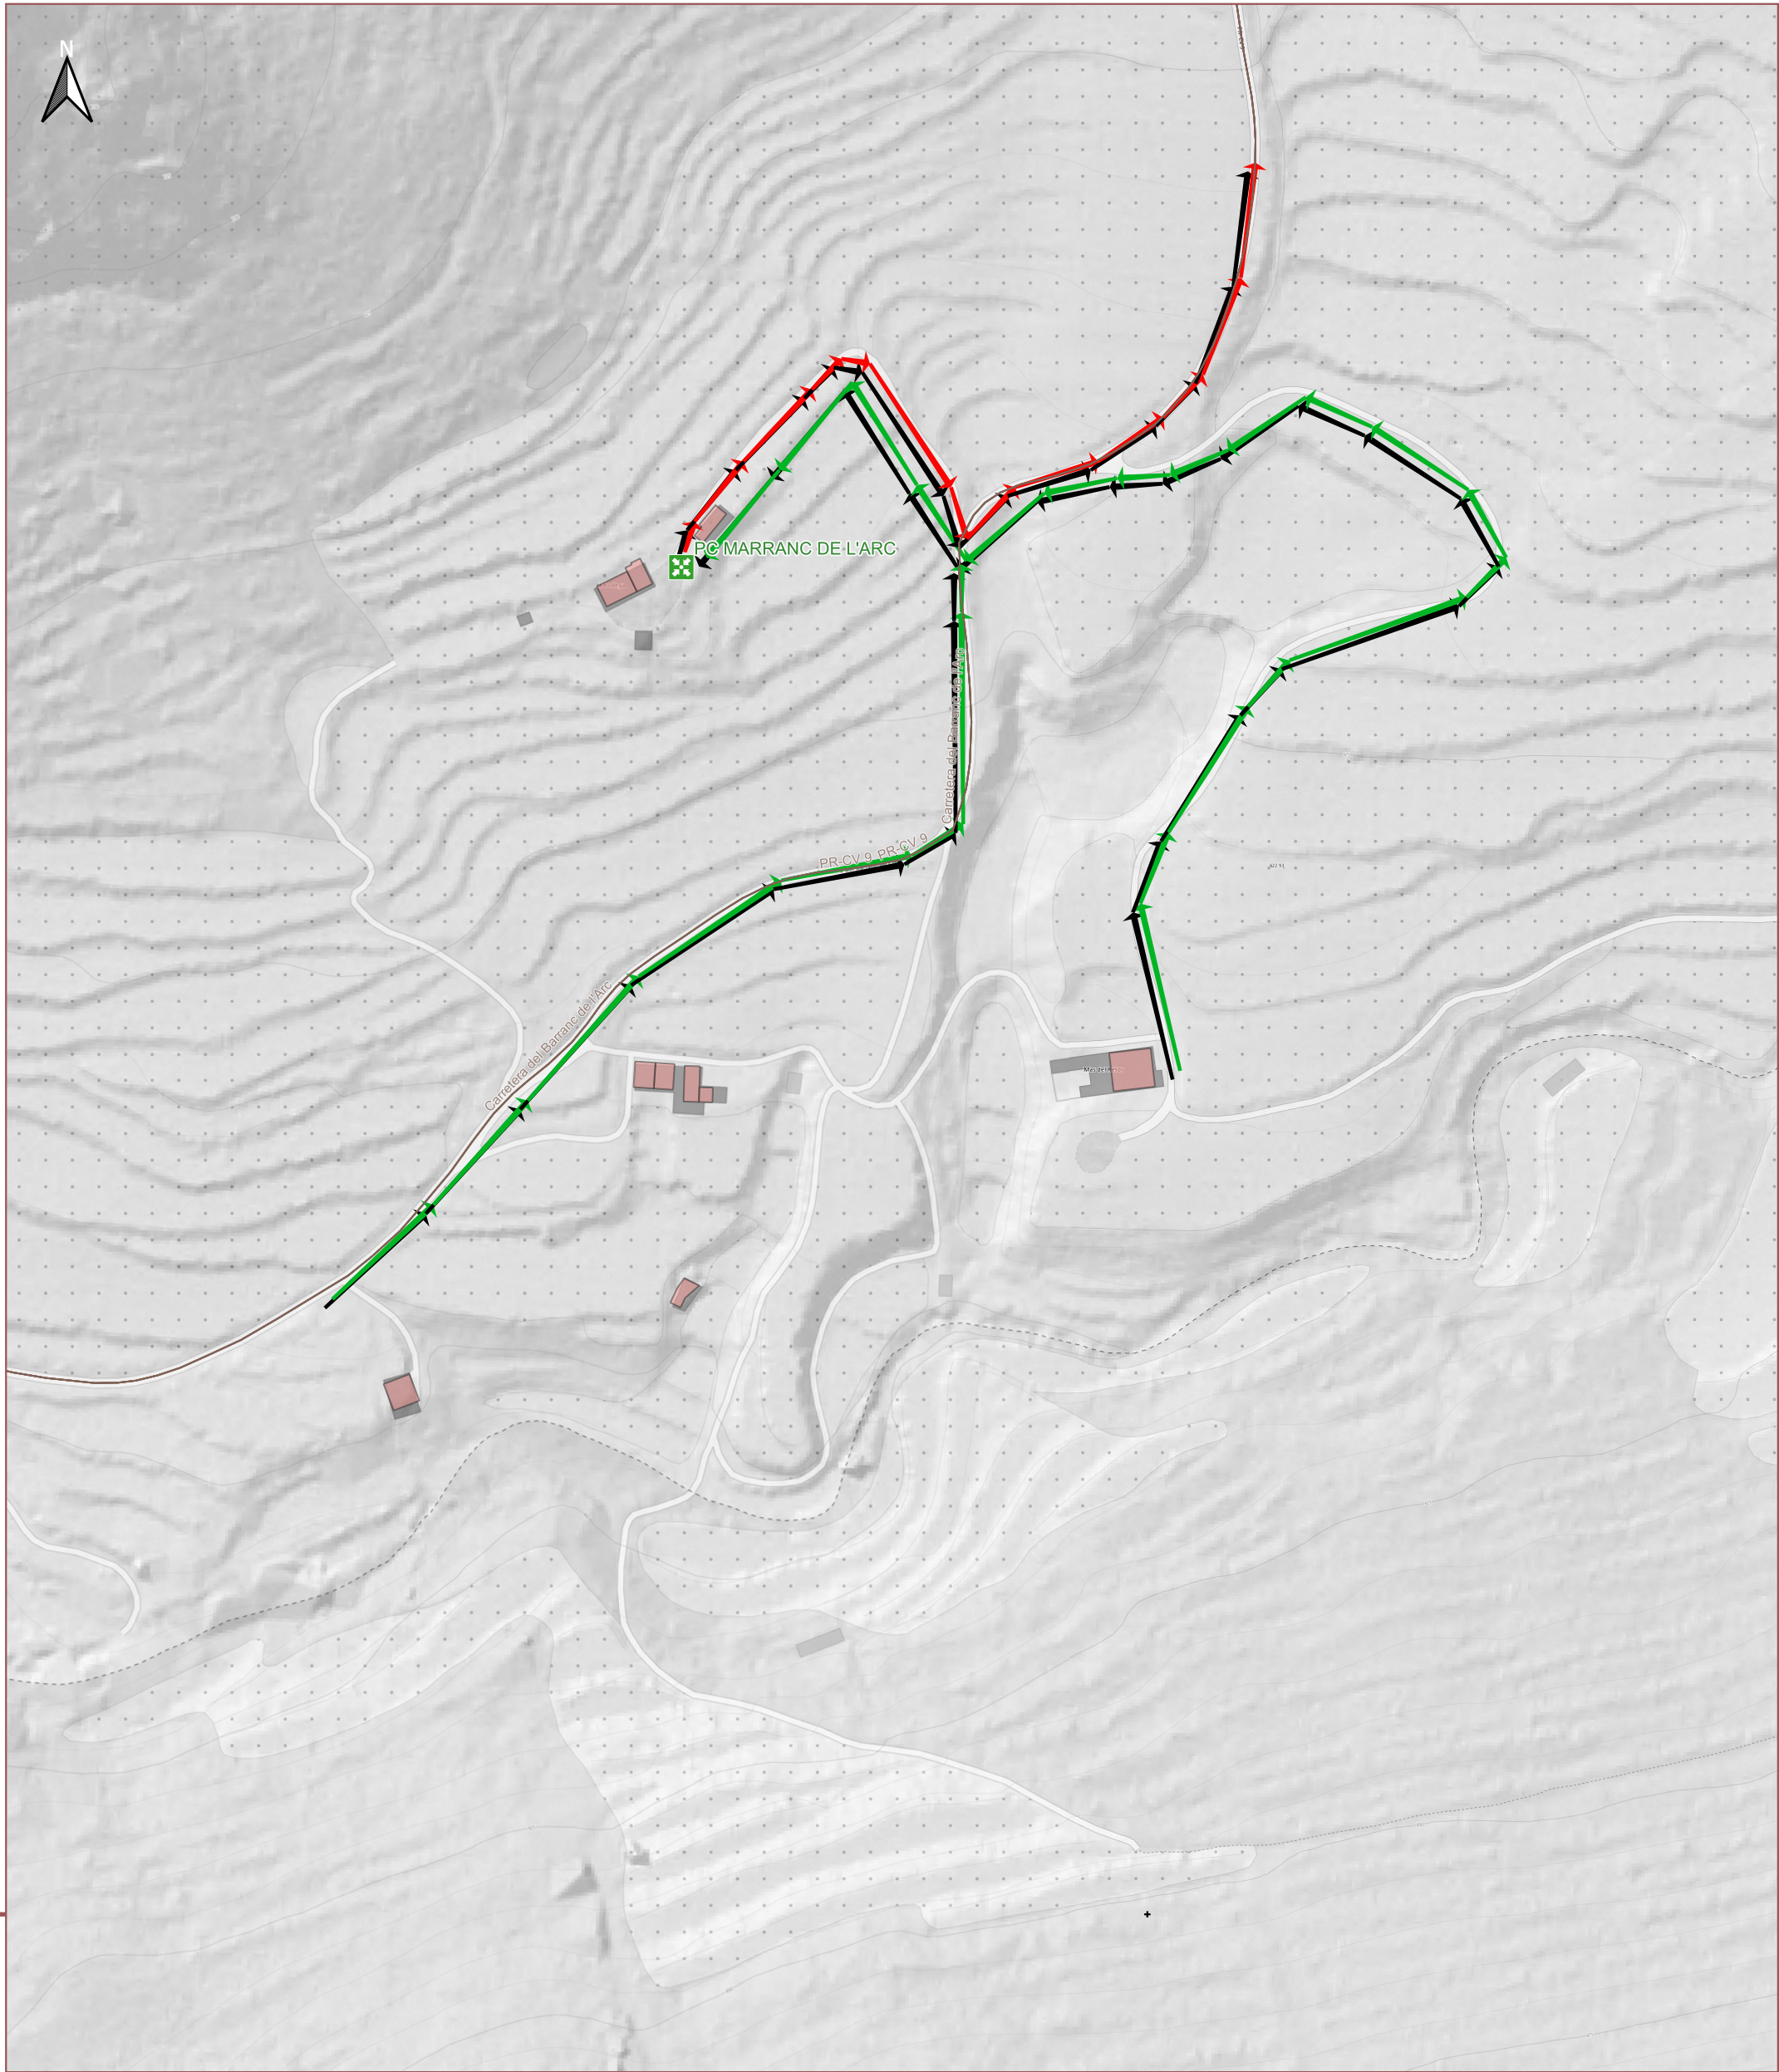 N
PC MARRANC DE L'ARC
Carretera del Barranc de l'Arc
PR-CV 9 PR-CV 9
Carretera del Barranc de l'Arc